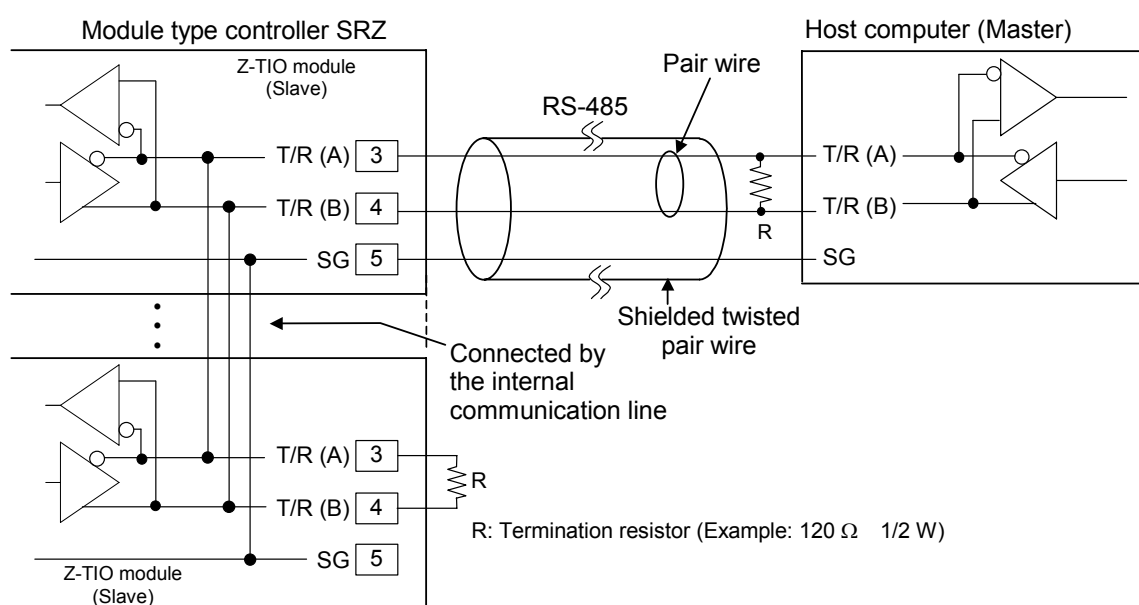 Module type controller SRZ
Host computer (Master)
Z-TIO module
(Slave)
Pair wire
RS-485
T/R (A) 3
T/R (A)
T/R (B) 4
T/R (B)
R
SG 5
SG
Shielded twisted
pair wire
Connected by
the internal
communication line
T/R (A) 3
R
T/R (B) 4
R: Termination resistor (Example: 120 Ω 1/2 W)
SG 5
Z-TIO module
(Slave)